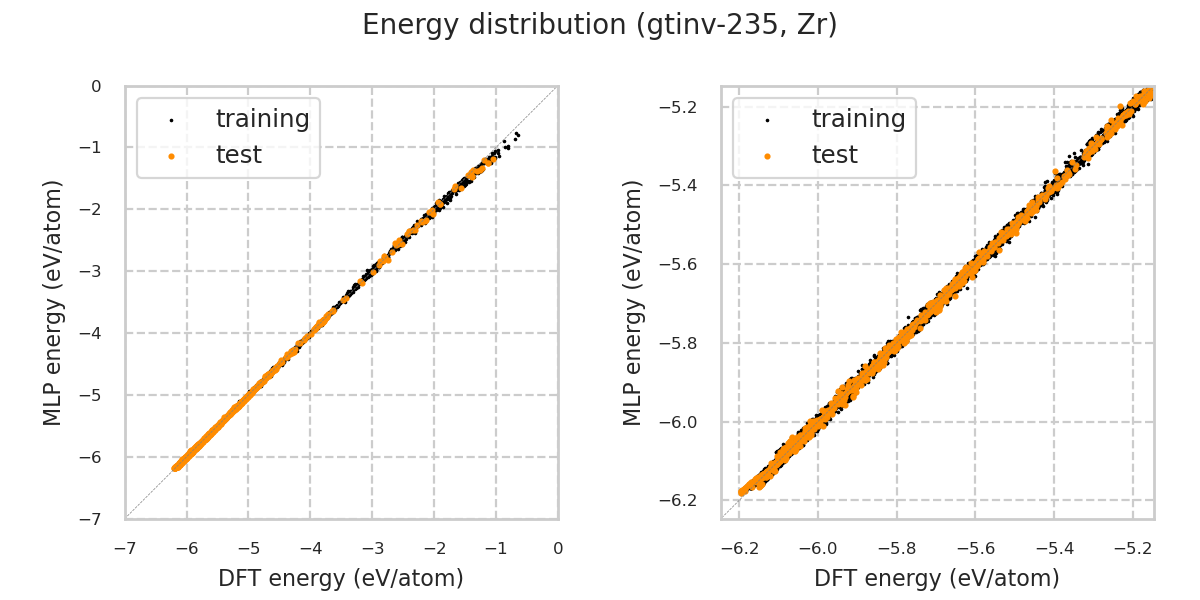 Energy distribution (gtinv-235, Zr)
training
test
0
−1
−2
−3
−4
−5
−6
−7
−7 −6 −5 −4 −3 −2 −1 0
MLP energy (eV/atom)
DFT energy (eV/atom)
training
test
−5.2
−5.4
−5.6
−5.8
−6.0
−6.2
−6.2 −6.0 −5.8 −5.6 −5.4 −5.2
MLP energy (eV/atom)
DFT energy (eV/atom)